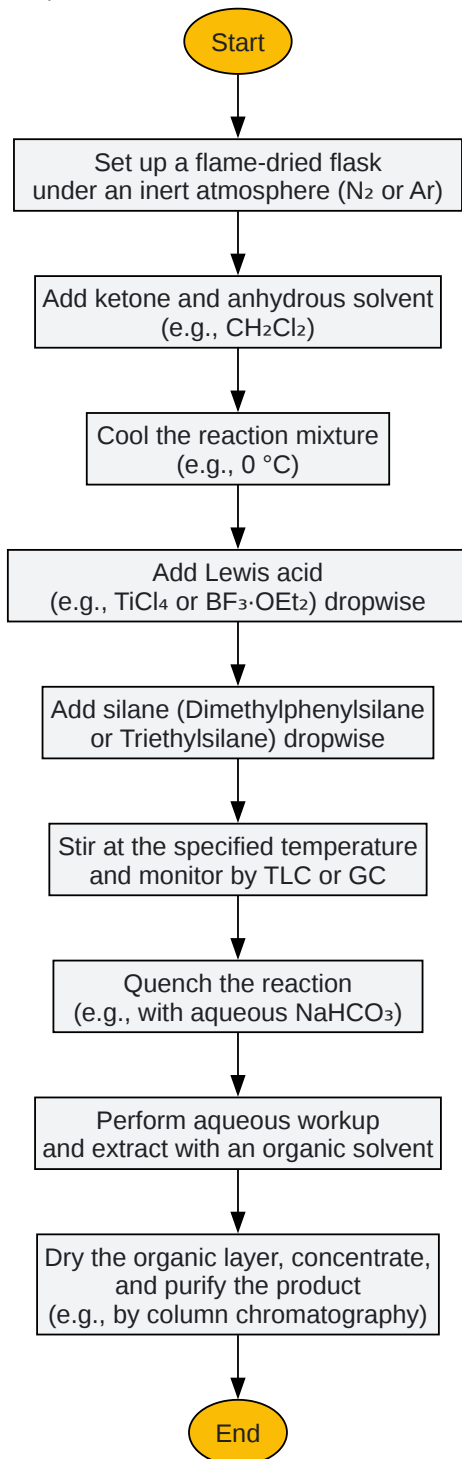 Start
Set up a flame-dried flask
under an inert atmosphere (N₂ or Ar)
Add ketone and anhydrous solvent
(e.g., CH₂Cl₂)
Cool the reaction mixture
(e.g., 0 °C)
Add Lewis acid
(e.g., TiCl₄ or BF₃·OEt₂) dropwise
Add silane (Dimethylphenylsilane
or Triethylsilane) dropwise
Stir at the specified temperature
and monitor by TLC or GC
Quench the reaction
(e.g., with aqueous NaHCO₃)
Perform aqueous workup
and extract with an organic solvent
Dry the organic layer, concentrate,
and purify the product
(e.g., by column chromatography)
End